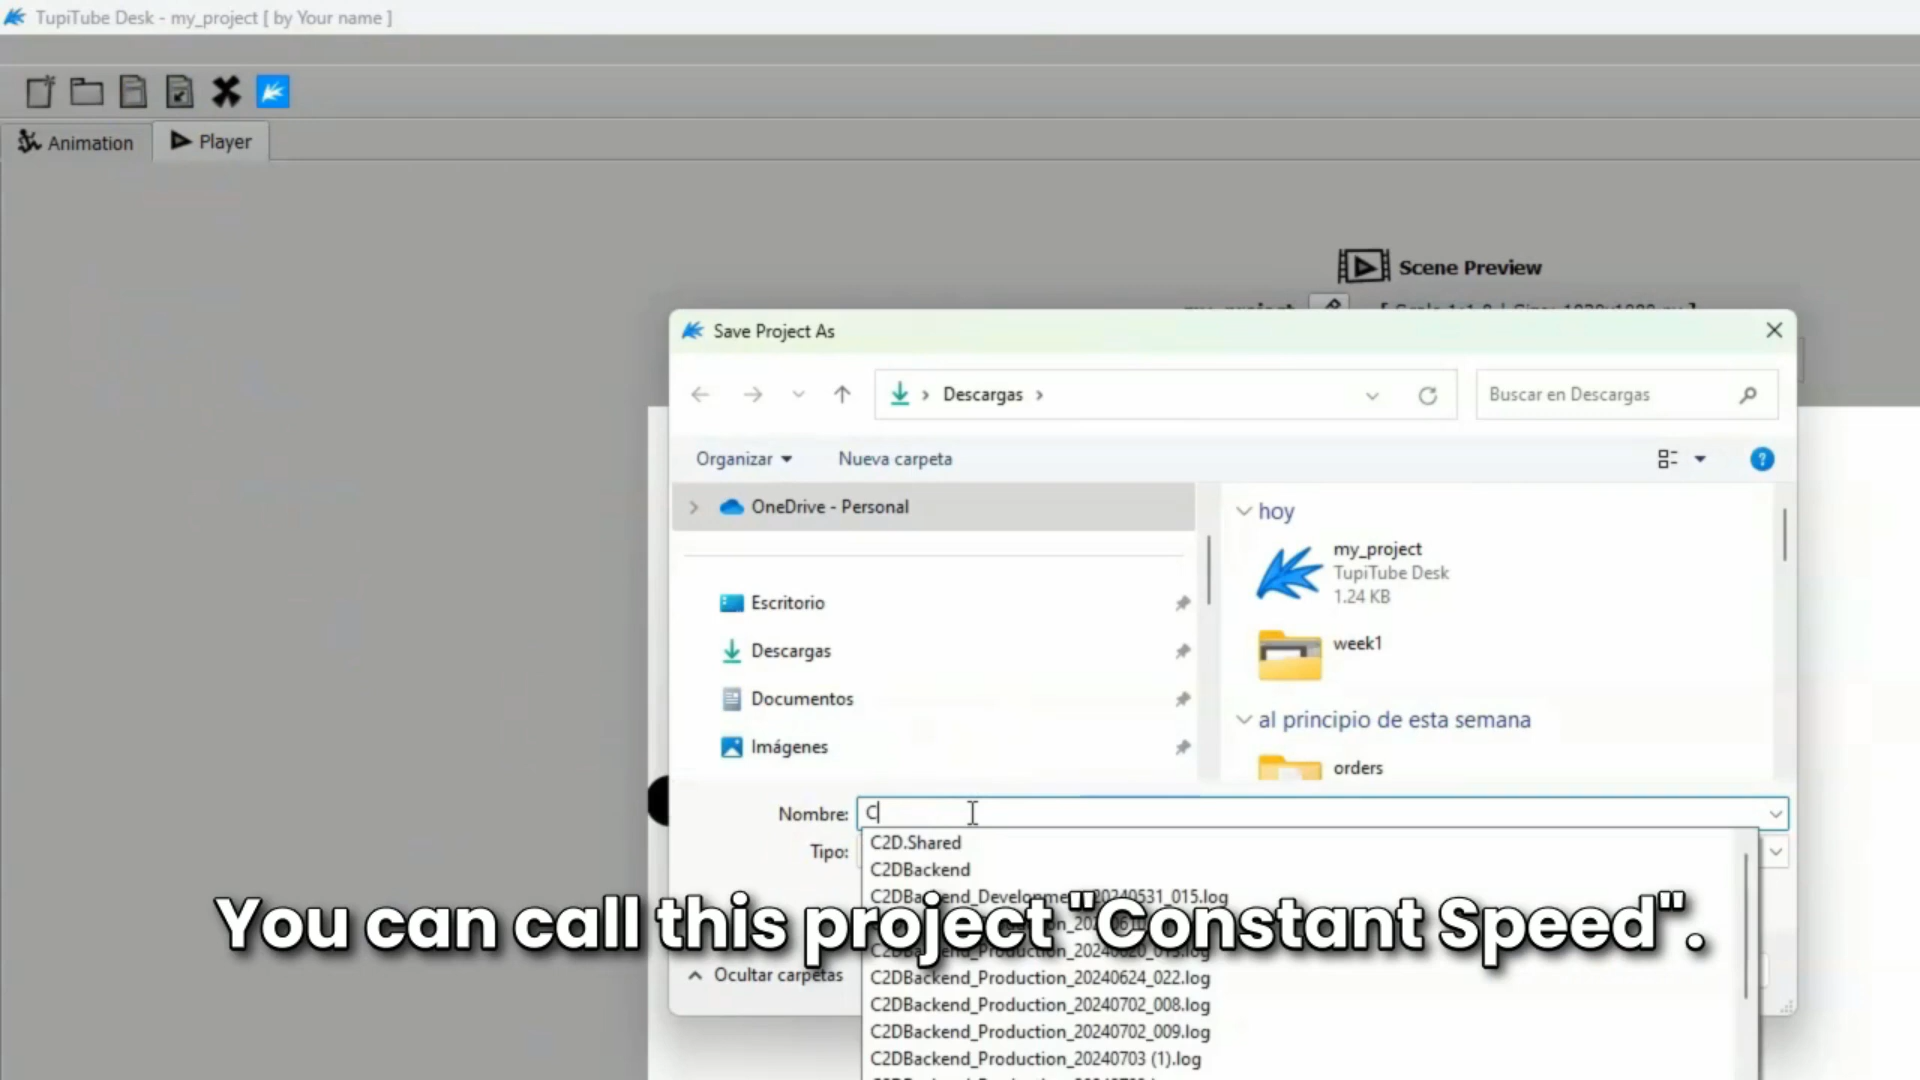 TupiTube Desk - my_project [ by Your name ]
Animation
Player
Scene Preview
Save Project As
Descargas
Buscar en Descargas
Organizar
Nueva carpeta
OneDrive - Personal
hoy
my_project
TupiTube Desk
1.24 KB
Escritorio
week1
Descargas
Documentos
al principio de esta semana
Imágenes
orders
Nombre: C
Tipo:
C2D.Shared
C2DBackend
You can call this project "Constant Speed".
Ocultar carpetas
C2DBackend_Production_20240624_022.log
C2DBackend_Production_20240702_008.log
C2DBackend_Production_20240702_009.log
C2DBackend_Production_20240703 (1).log